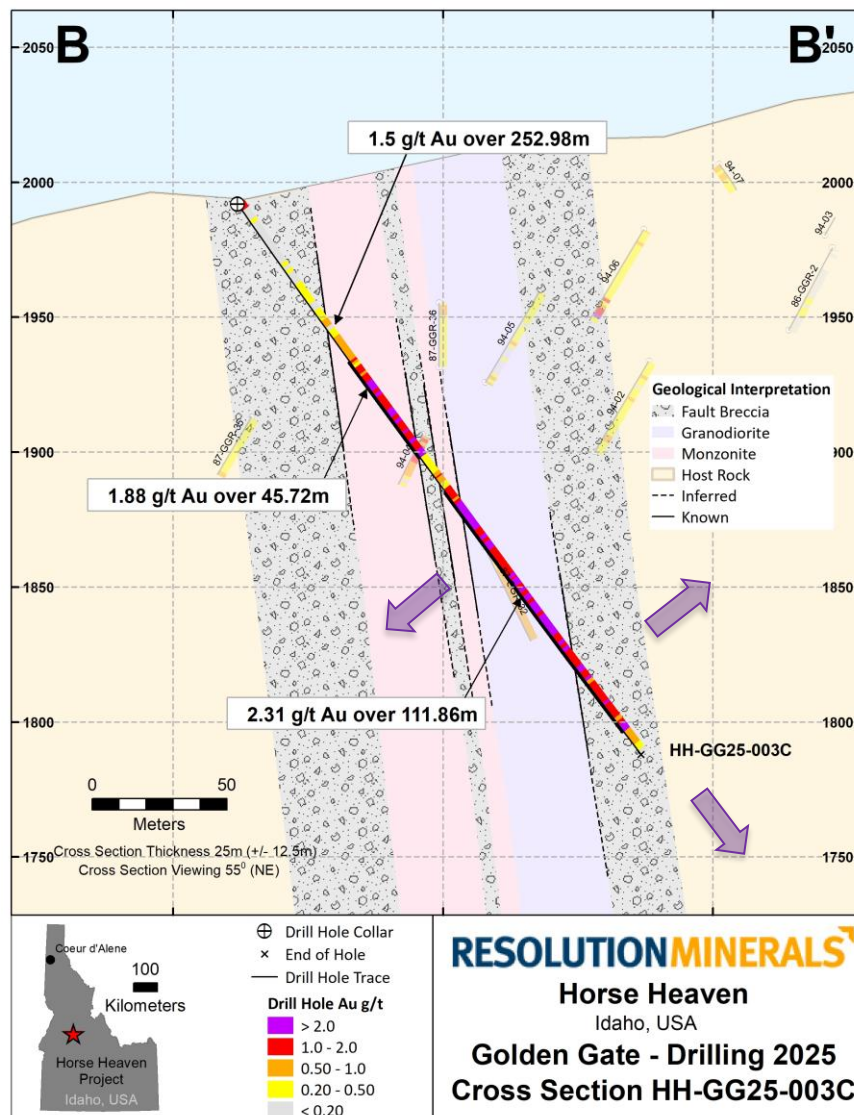 B
B'
2050
2050
1.5 g/t Au over 252.98m
2000
2000
94-07
94-03
86-GGR-2
94-06
94-05
87-GGR-36
94-02
1950
1950
Geological Interpretation
Fault Breccia
Granodiorite
Monzonite
Host Rock
Inferred
Known
87-GGR-35
1900
1900
1.88 g/t Au over 45.72m
1850
1850
2.31 g/t Au over 111.86m
1800
1800
HH-GG25-003C
0
50
Meters
Cross Section Thickness 25m (+/- 12.5m)
Cross Section Viewing 55⁰ (NE)
1750
1750
Coeur d'Alene
100
Kilometers
Horse Heaven
Project
Idaho, USA
Drill Hole Collar
End of Hole
Drill Hole Trace
Drill Hole Au g/t
> 2.0
1.0 - 2.0
0.50 - 1.0
0.20 - 0.50
< 0.20
RESOLUTIONMINERALS
Horse Heaven
Idaho, USA
Golden Gate - Drilling 2025
Cross Section HH-GG25-003C